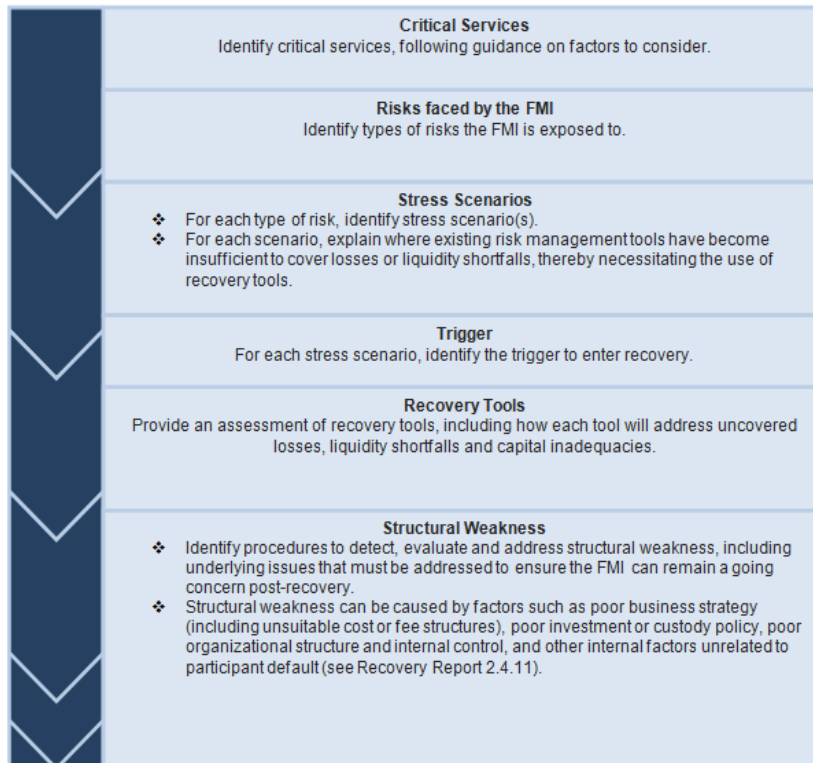 Critical Services
Identify critical services, following guidance on factors to consider.
Risks faced by the FMI
Identify types of risks the FMI is exposed to.
Stress Scenarios
❖ For each type of risk, identify stress scenario(s).
❖ For each scenario, explain where existing risk management tools have become
insufficient to cover losses or liquidity shortfalls, thereby necessitating the use of
recovery tools.
Trigger
For each stress scenario, identify the trigger to enter recovery.
Recovery Tools
Provide an assessment of recovery tools, including how each tool will address uncovered
losses, liquidity shortfalls and capital inadequacies.
Structural Weakness
❖ Identify procedures to detect, evaluate and address structural weakness, including
underlying issues that must be addressed to ensure the FMI can remain a going
concern post-recovery.
❖ Structural weakness can be caused by factors such as poor business strategy
(including unsuitable cost or fee structures), poor investment or custody policy, poor
organizational structure and internal control, and other internal factors unrelated to
participant default (see Recovery Report 2.4.11).